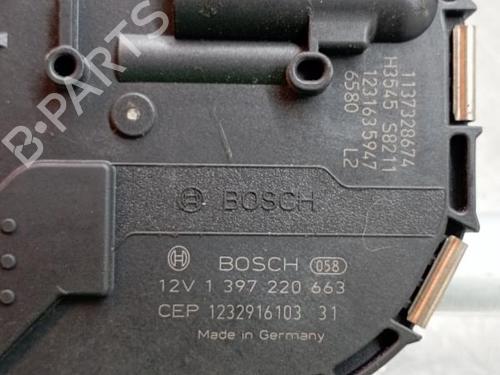 1137328674
H3545 S8211
1231635947
6580 L2
BOSCH
BOSCH 058
12V 1 397 220 663
CEP 1232916103 31
Made in Germany